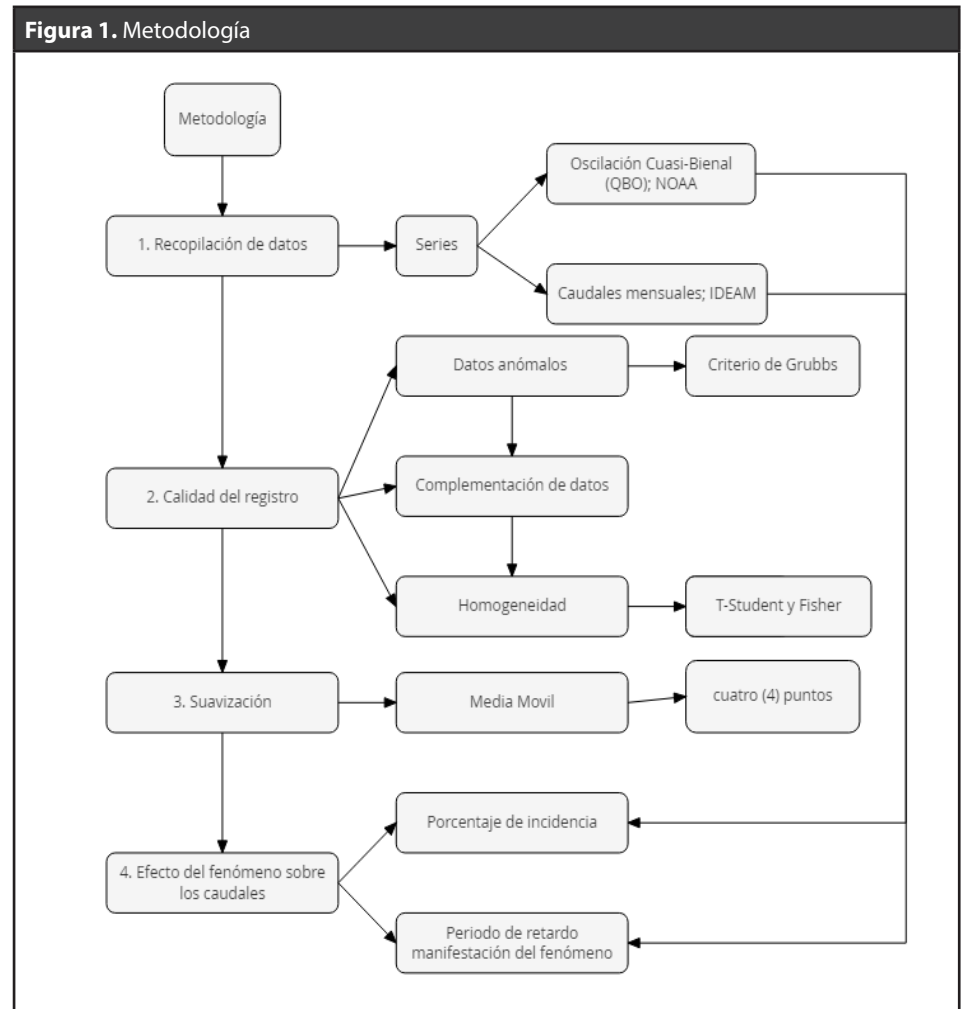 Figura 1. Metodología
Metodología
Oscilación Cuasi-Bienal
(QBO); NOAA
1. Recopilación de datos
Series
Caudales mensuales; IDEAM
Datos anómalos
Criterio de Grubbs
2. Calidad del registro
Complementación de datos
Homogeneidad
T-Student y Fisher
3. Suavización
Media Movil
cuatro (4) puntos
Porcentaje de incidencia
4. Efecto del fenómeno sobre
los caudales
Periodo de retardo
manifestación del fenómeno